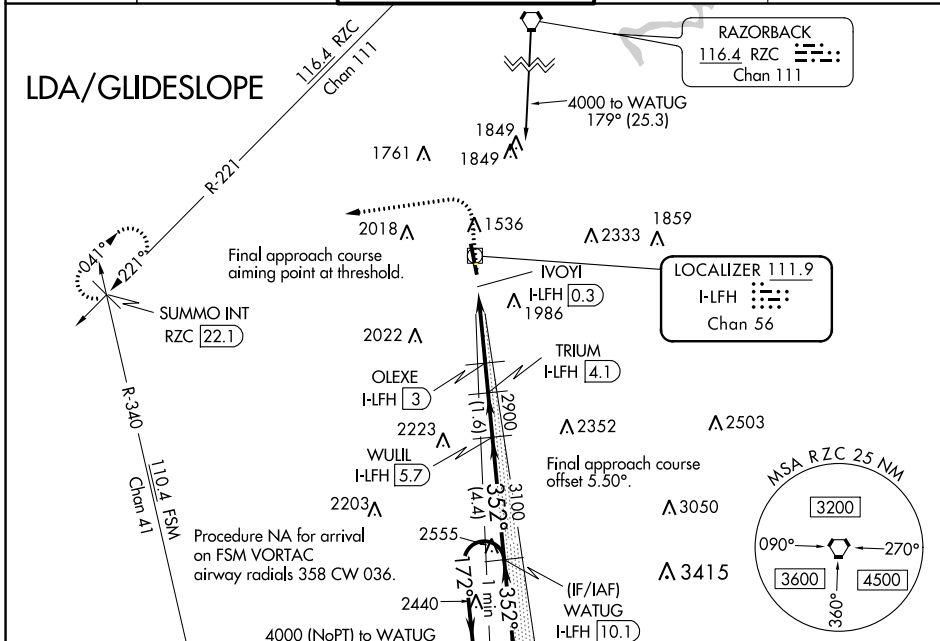 LDA/GLIDESLOPE
116.4 RZC
Chan 111
RAZORBACK
116.4 RZC
Chan 111
4000 to WATUG
179° (25.3)
R-221
1849
1849
1761
041°
221°
2018
1536
2333
1859
Final approach course
aiming point at threshold.
IVOYI
I-LFH 0.3
1986
LOCALIZER 111.9
I-LFH
Chan 56
SUMMO INT
RZC 22.1
2022
TRIUM
I-LFH 4.1
OLEXE
I-LFH 3
R-340
110.4 FSM
Chan 41
(1.6)
2900
2223
2352
2503
WULIL
I-LFH 5.7
Final approach course
offset 5.50°.
(4.4)
352°
3100
2203
3050
MSA RZC 25 NM
3200
090°
270°
3600
4500
360°
Procedure NA for arrival
on FSM VORTAC
airway radials 358 CW 036.
2555
3415
172°
1 min
352°
(IF/IAF)
WATUG
I-LFH 10.1
2440
4000 (NoPT) to WATUG